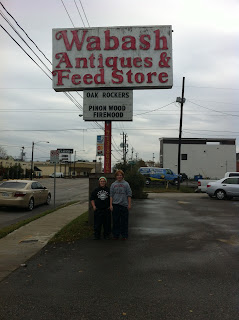 Wabash
Antiques &
Feed Store
OAK ROCKERS
PINON WOOD
FIREWOOD